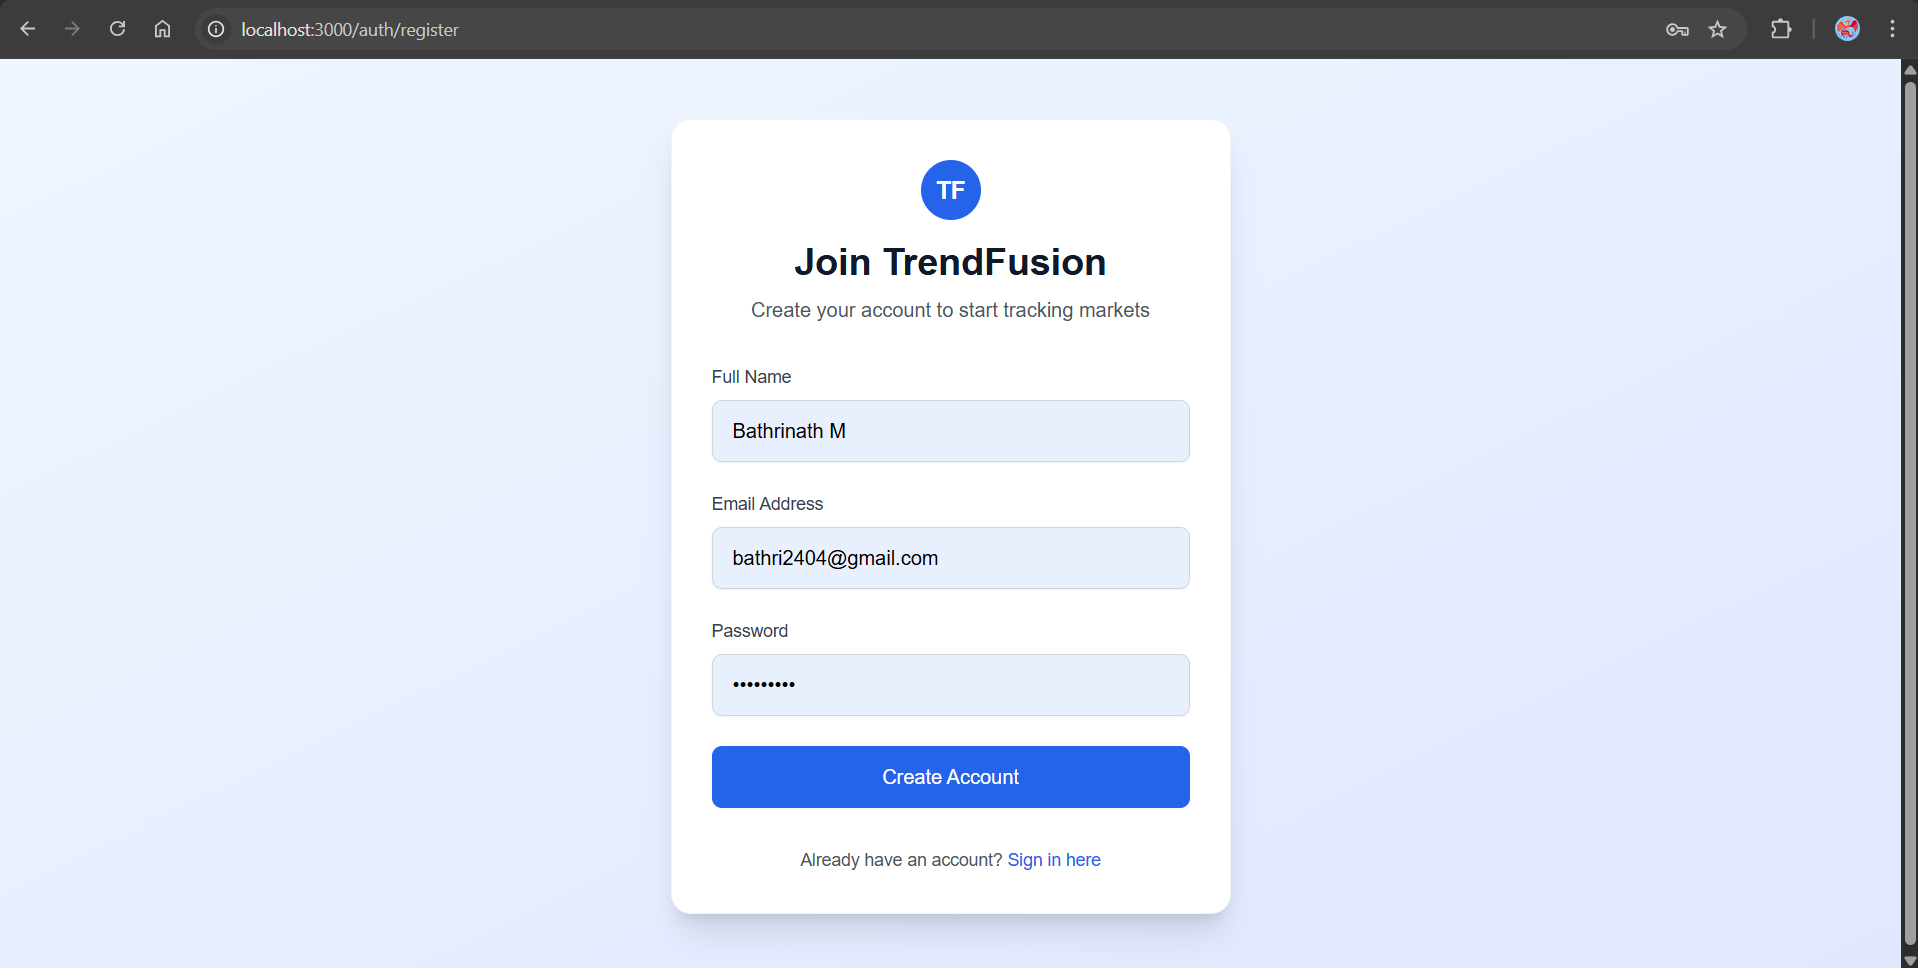 localhost:3000/auth/register
TF
Join TrendFusion
Create your account to start tracking markets
Full Name
Bathrinath M
Email Address
bathri2404@gmail.com
Password
•••••••••
Create Account
Already have an account? Sign in here